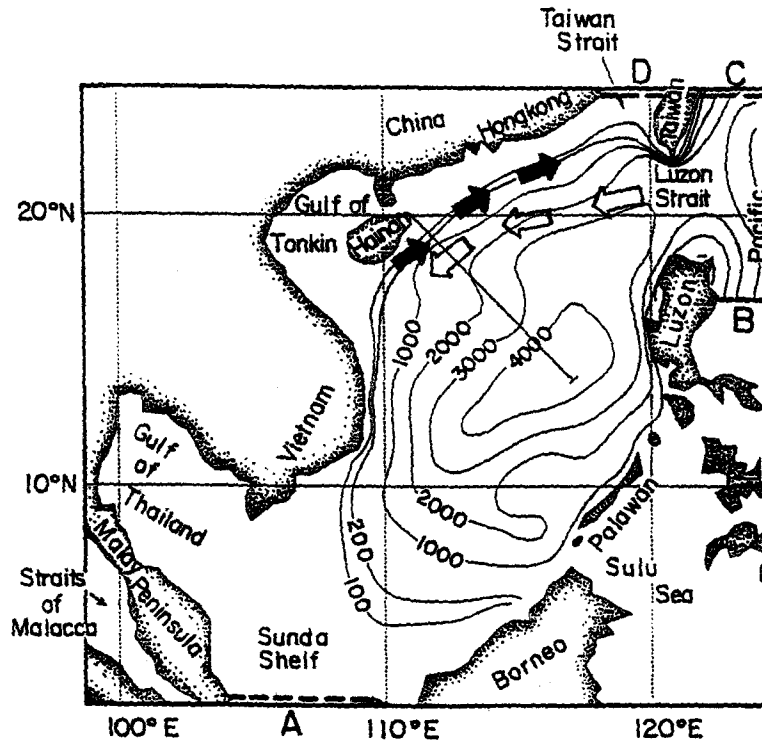 Taiwan
Strait
D
C
China
Hongkong
Taiwan
Luzon
Strait
20°N
Gulf of
Tonkin
Hainan
Pacific
1000
2000
3000
4000
Luzon
B
Vietnam
Gulf
of
Thailand
10°N
2000
1000
200
100
Palawan
Sulu
Sea
Malay
Peninsula
Straits
of
Malacca
Sunda
Shelf
Borneo
100°E
A
110°E
120°E